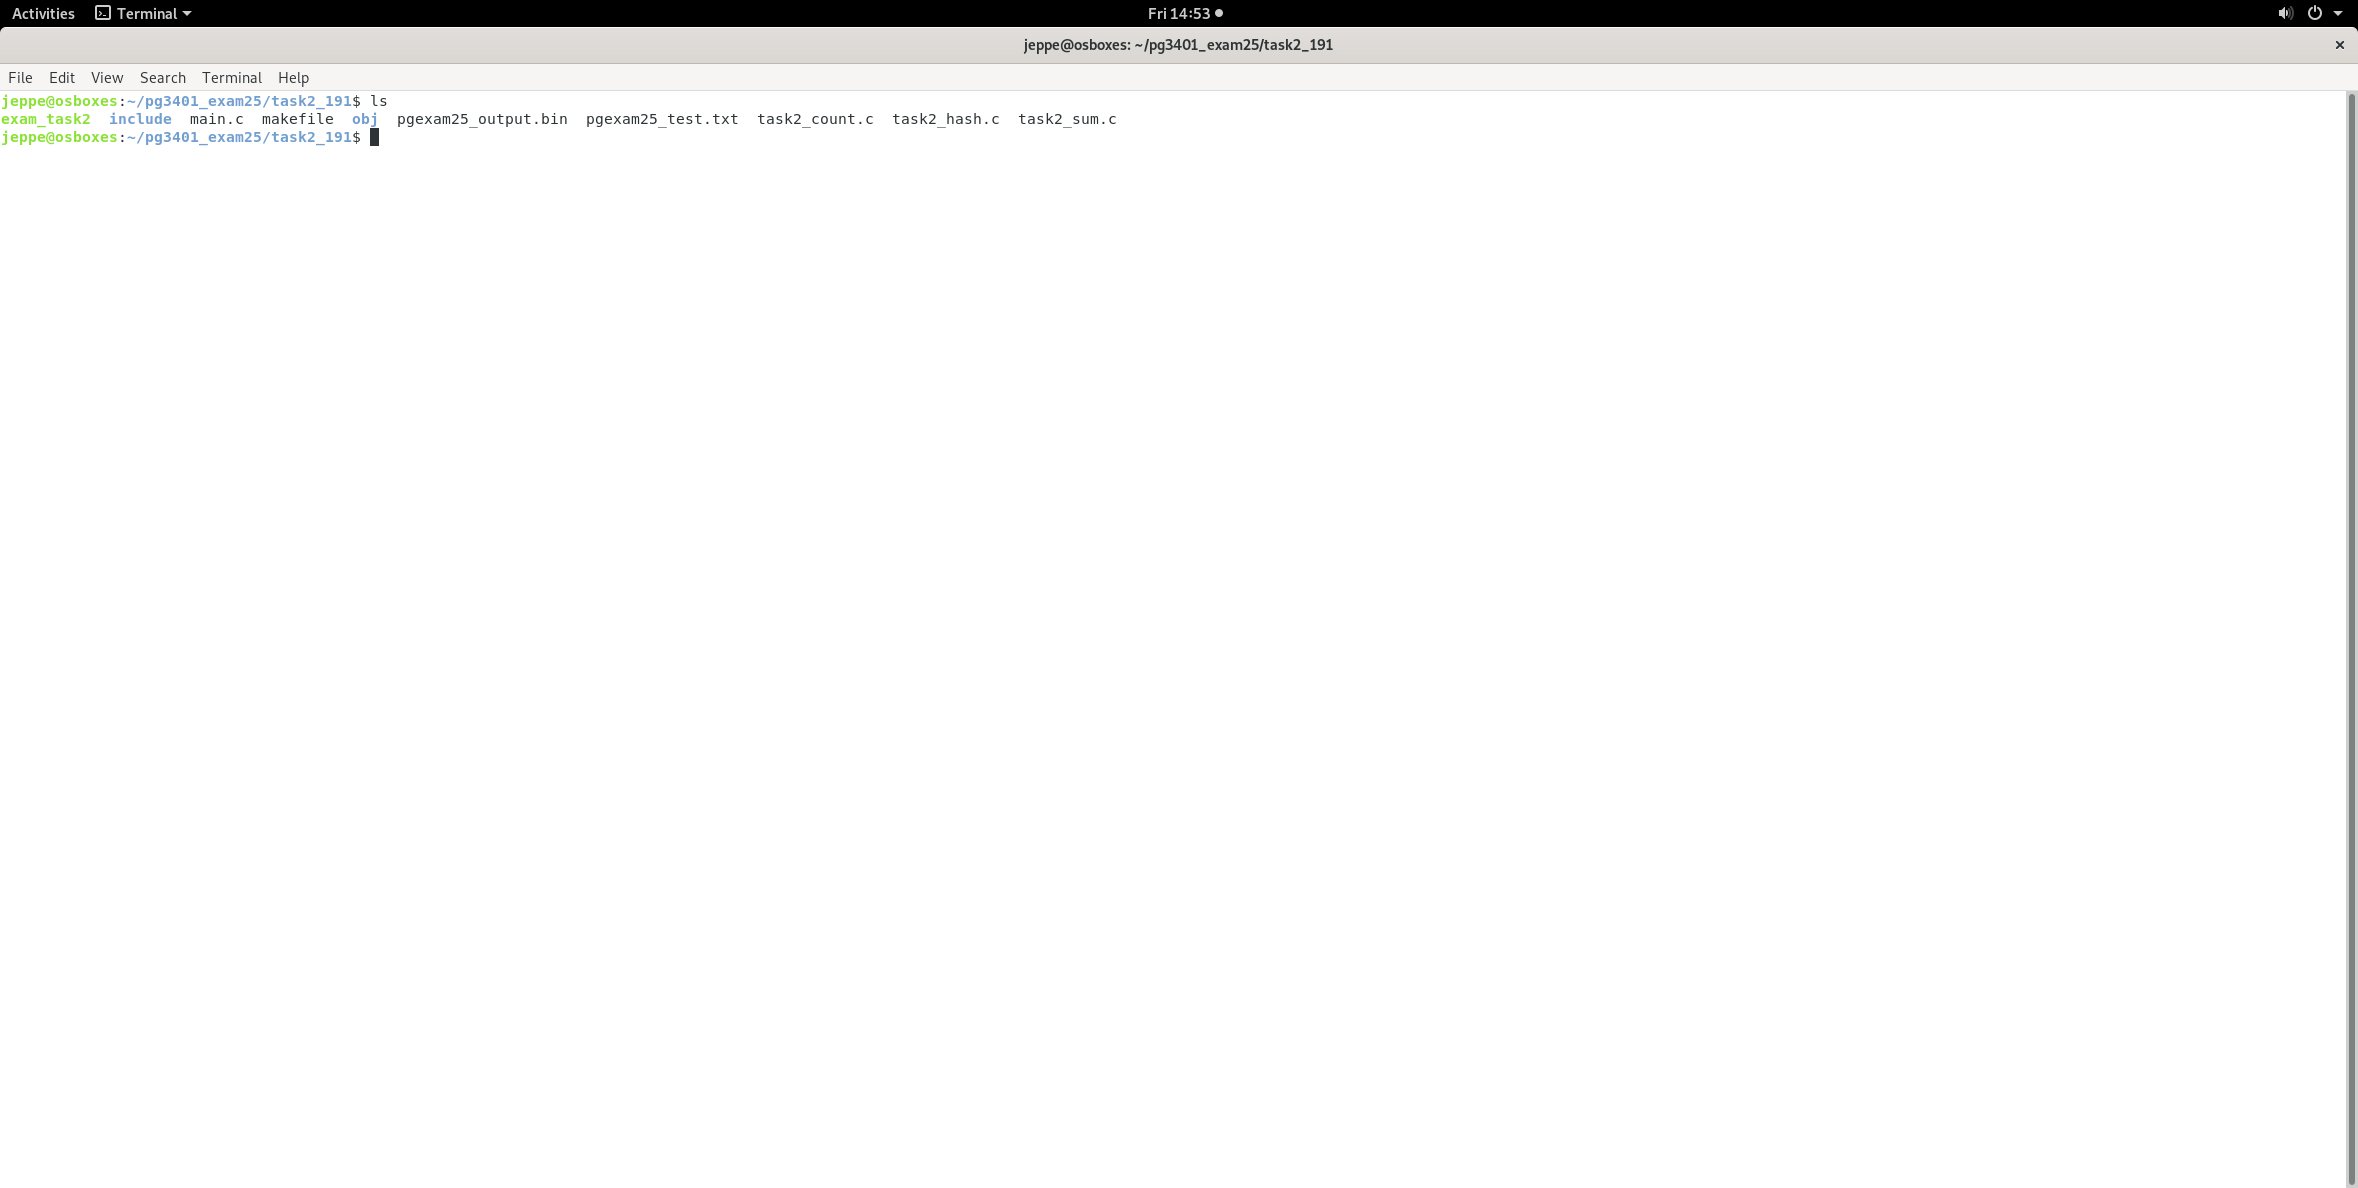 Activities Terminal Fri 14:53
jeppe@osboxes: ~/pg3401_exam25/task2_191
File Edit View Search Terminal Help
jeppe@osboxes:~/pg3401_exam25/task2_191$ ls
exam_task2 include main.c makefile obj pgexam25_output.bin pgexam25_test.txt task2_count.c task2_hash.c task2_sum.c
jeppe@osboxes:~/pg3401_exam25/task2_191$